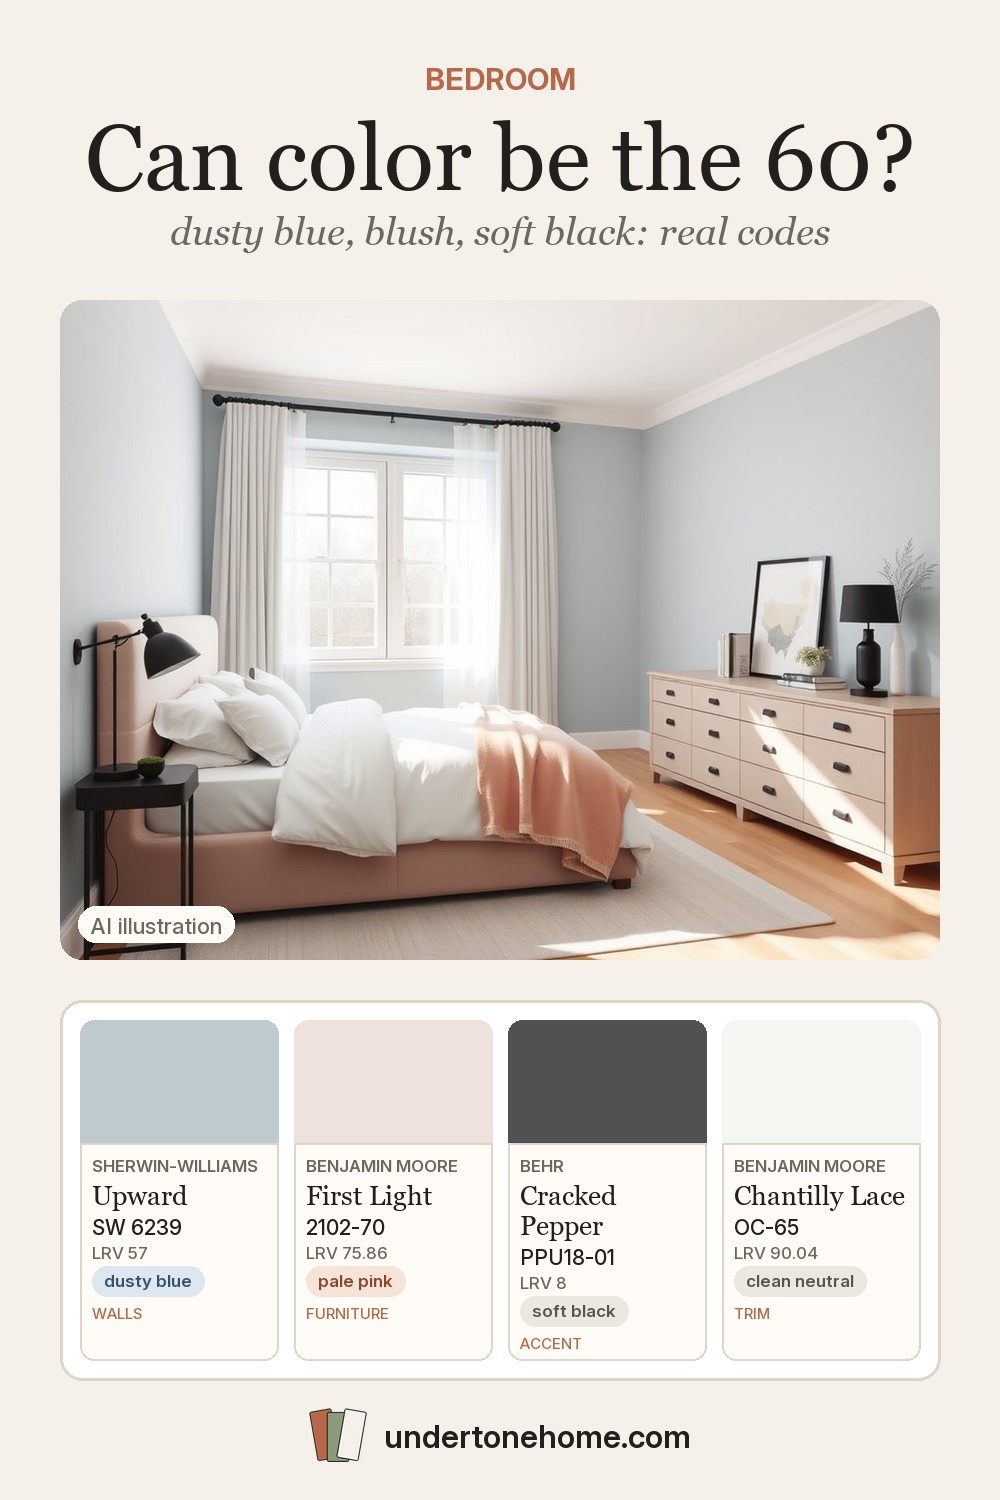 BEDROOM
Can color be the 60?
dusty blue, blush, soft black: real codes
AI illustration
SHERWIN-WILLIAMS
Upward
SW 6239
LRV 57
dusty blue
WALLS
BENJAMIN MOORE
First Light
2102-70
LRV 75.86
pale pink
FURNITURE
BEHR
Cracked
Pepper
PPU18-01
LRV 8
soft black
ACCENT
BENJAMIN MOORE
Chantilly Lace
OC-65
LRV 90.04
clean neutral
TRIM
undertonehome.com